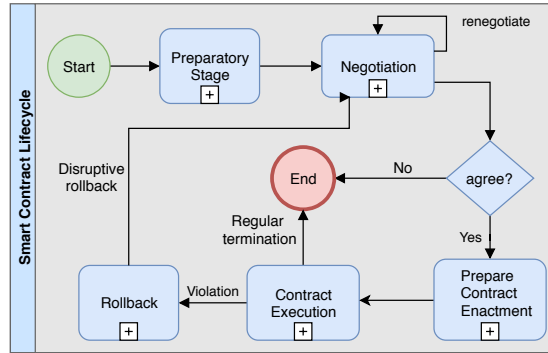 Smart Contract Lifecycle
renegotiate
Start
Preparatory
Stage
Negotiation
Disruptive
rollback
End
No
agree?
Regular
termination
Yes
Rollback
Violation
Contract
Execution
Prepare
Contract
Enactment